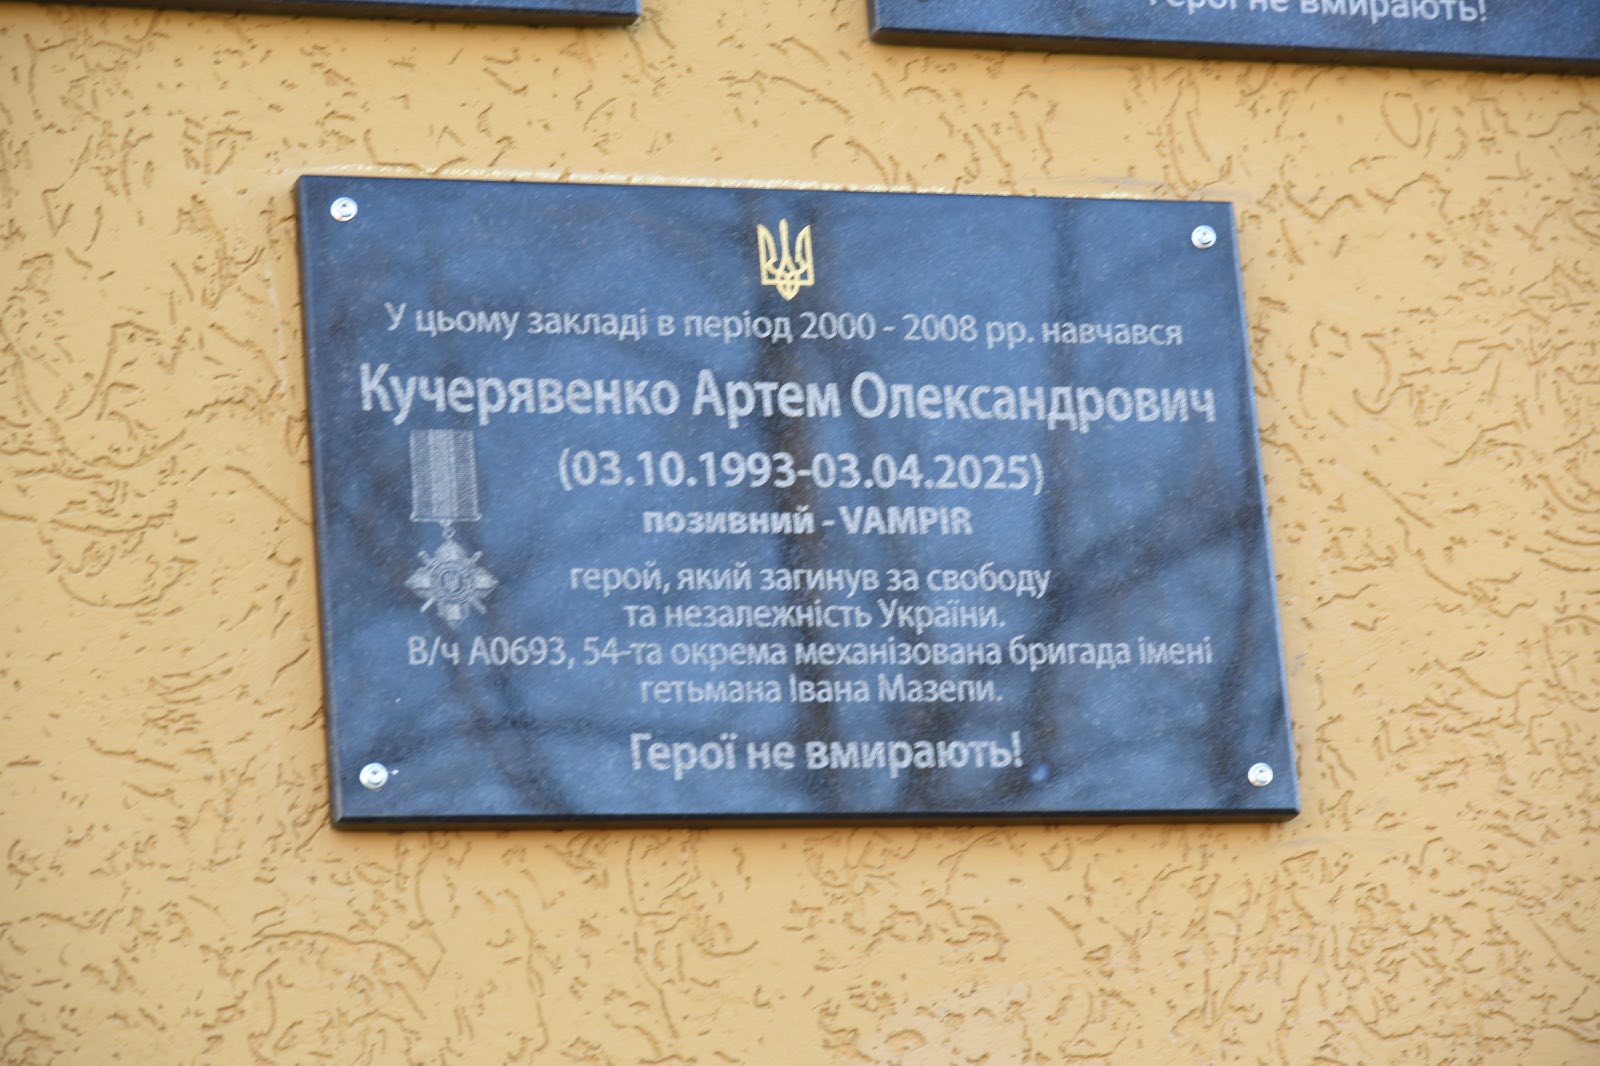 Герої не вмирають!
У цьому закладі в період 2000 - 2008 рр. навчався
Кучерявенко Артем Олександрович
(03.10.1993-03.04.2025)
позивний - VAMPIR
герой, який загинув за свободу
та незалежність України.
В/ч А0693, 54-та окрема механізована бригада імені
гетьмана Івана Мазепи.
Герої не вмирають!